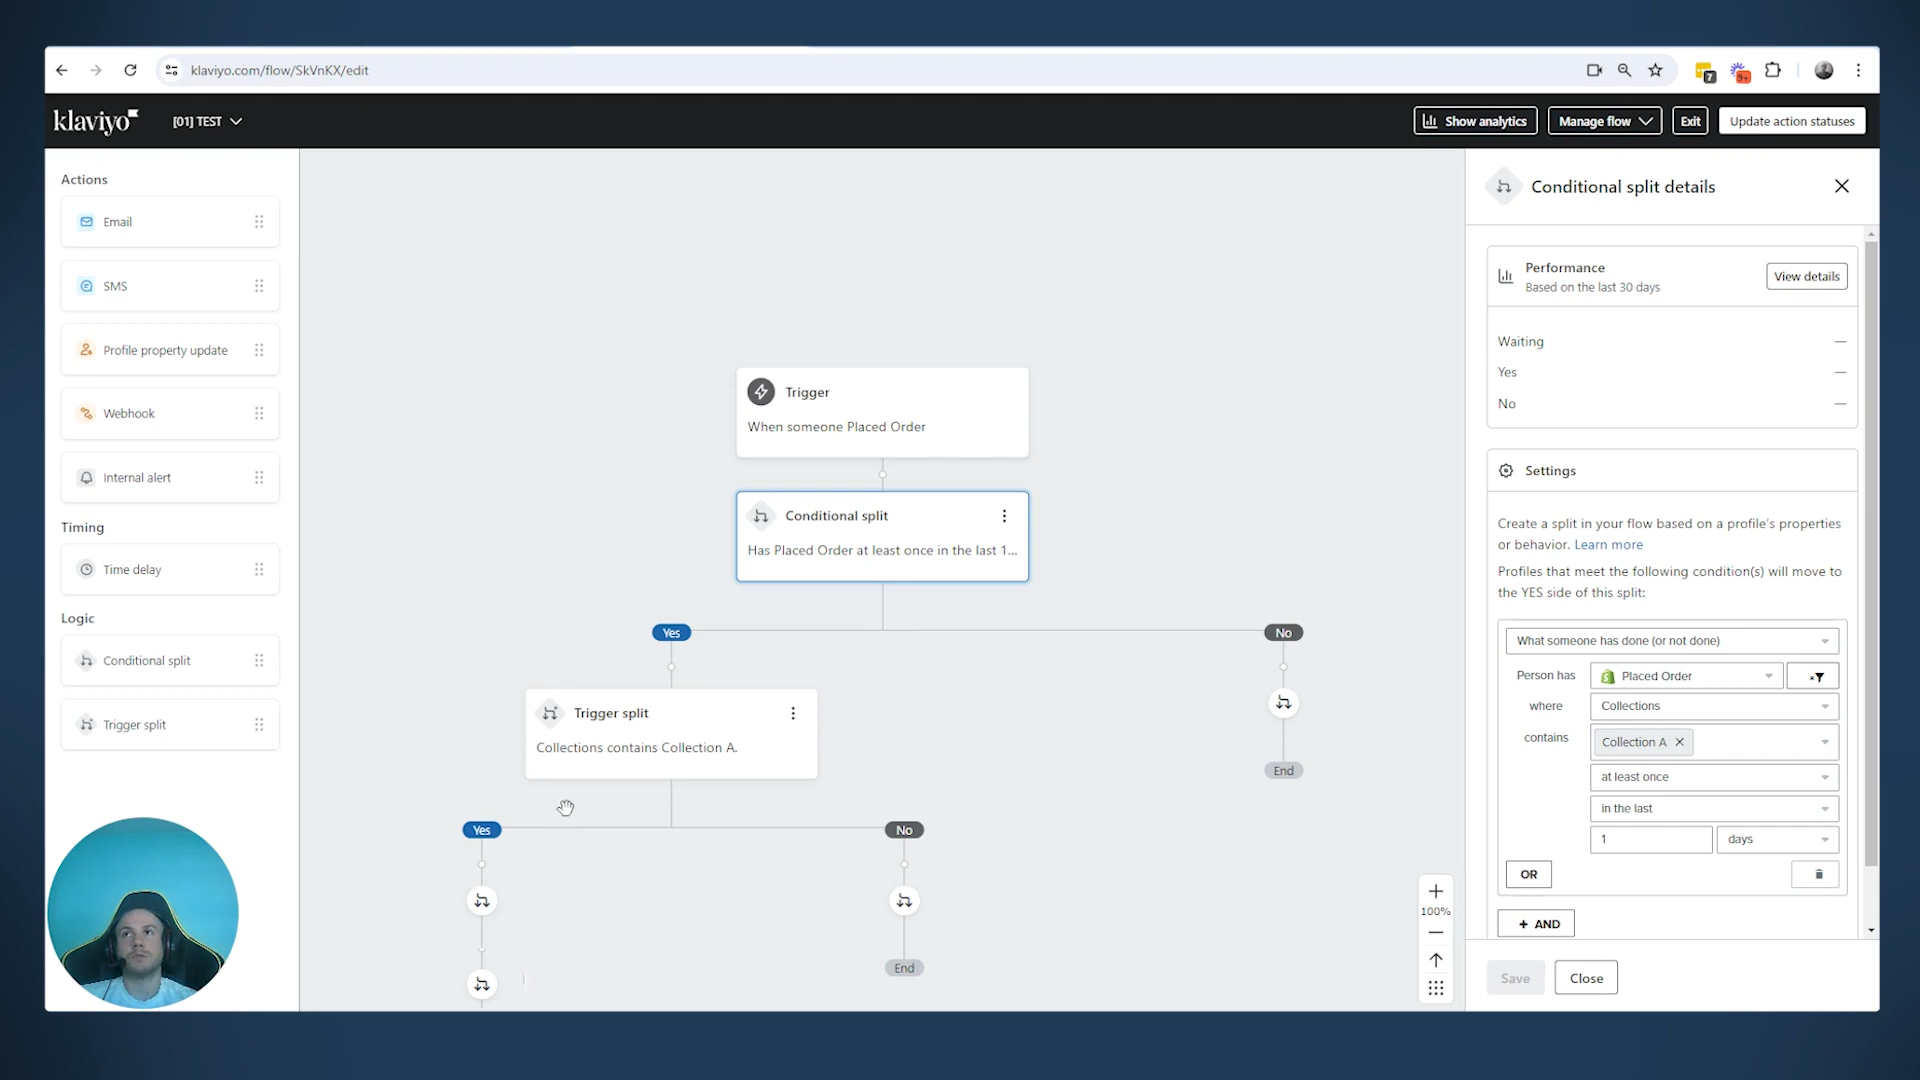 klaviyo.com/flow/SkVnKX/edit
7
9+
klaviyo
[01] TEST
Show analytics
Manage flow
Exit
Update action statuses
Actions
Email
SMS
Profile property update
Webhook
Internal alert
Timing
Time delay
Logic
Conditional split
Trigger split
Trigger
When someone Placed Order
Conditional split
Has Placed Order at least once in the last 1...
Yes
No
Trigger split
Collections contains Collection A.
End
Yes
No
End
100%
Conditional split details
Performance
Based on the last 30 days
View details
Waiting —
Yes —
No —
Settings
Create a split in your flow based on a profile's properties
or behavior. Learn more
Profiles that meet the following condition(s) will move to
the YES side of this split:
What someone has done (or not done)
Person has Placed Order
where Collections
contains Collection A
at least once
in the last
1 days
OR
+ AND
Save
Close